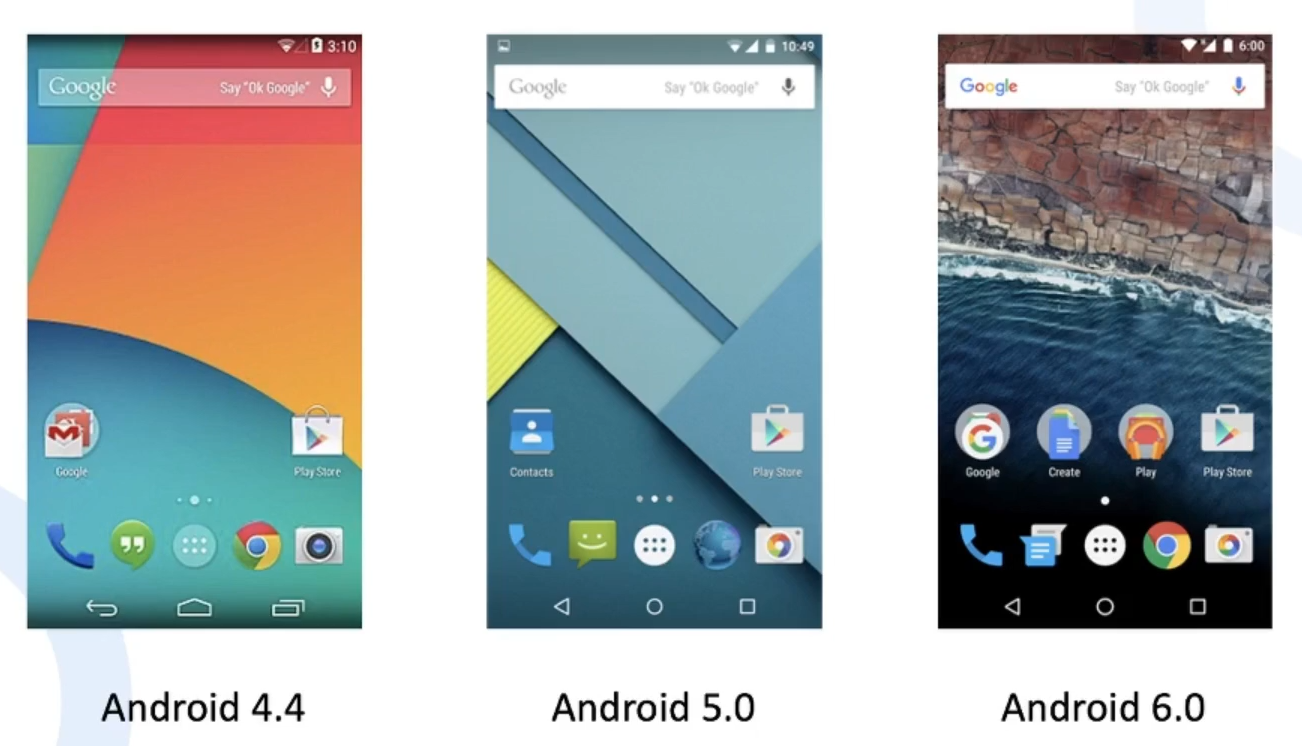 3:10
Google Say "Ok Google"
Google Play Store
10:49
Google Say "Ok Google"
Contacts Play Store
6:00
Google Say "Ok Google"
Google Create Play Play Store
Android 4.4 Android 5.0 Android 6.0